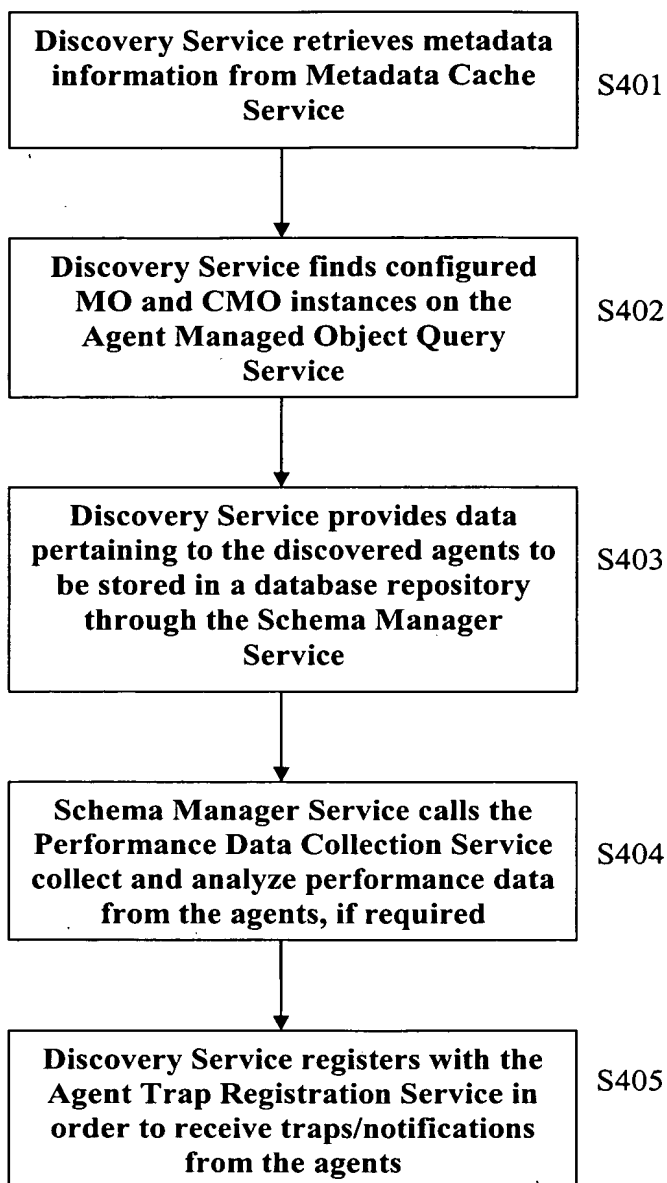 Discovery Service retrieves metadata
information from Metadata Cache
Service
S401
Discovery Service finds configured
MO and CMO instances on the
Agent Managed Object Query
Service
S402
Discovery Service provides data
pertaining to the discovered agents to
be stored in a database repository
through the Schema Manager
Service
S403
Schema Manager Service calls the
Performance Data Collection Service
collect and analyze performance data
from the agents, if required
S404
Discovery Service registers with the
Agent Trap Registration Service in
order to receive traps/notifications
from the agents
S405